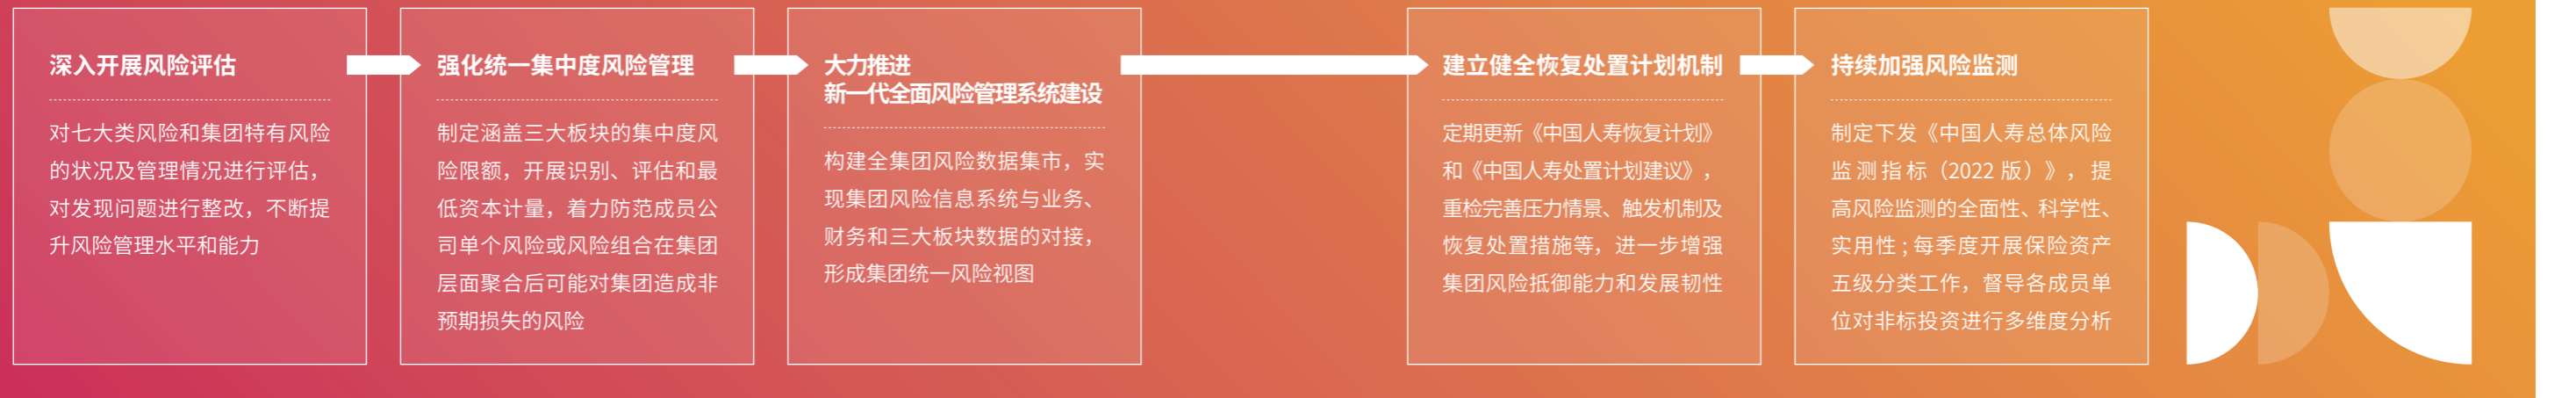 深入开展风险评估
对七大类风险和集团特有风险
的状况及管理情况进行评估，
对发现问题进行整改，不断提
升风险管理水平和能力
强化统一集中度风险管理
制定涵盖三大板块的集中度风
险限额，开展识别、评估和最
低资本计量，着力防范成员公
司单个风险或风险组合在集团
层面聚合后可能对集团造成非
预期损失的风险
大力推进
新一代全面风险管理系统建设
构建全集团风险数据集市，实
现集团风险信息系统与业务、
财务和三大板块数据的对接，
形成集团统一风险视图
建立健全恢复处置计划机制
定期更新《中国人寿恢复计划》
和《中国人寿处置计划建议》，
重检完善压力情景、触发机制及
恢复处置措施等，进一步增强
集团风险抵御能力和发展韧性
持续加强风险监测
制定下发《中国人寿总体风险
监测指标（2022 版）》，提
高风险监测的全面性、科学性、
实用性；每季度开展保险资产
五级分类工作，督导各成员单
位对非标投资进行多维度分析